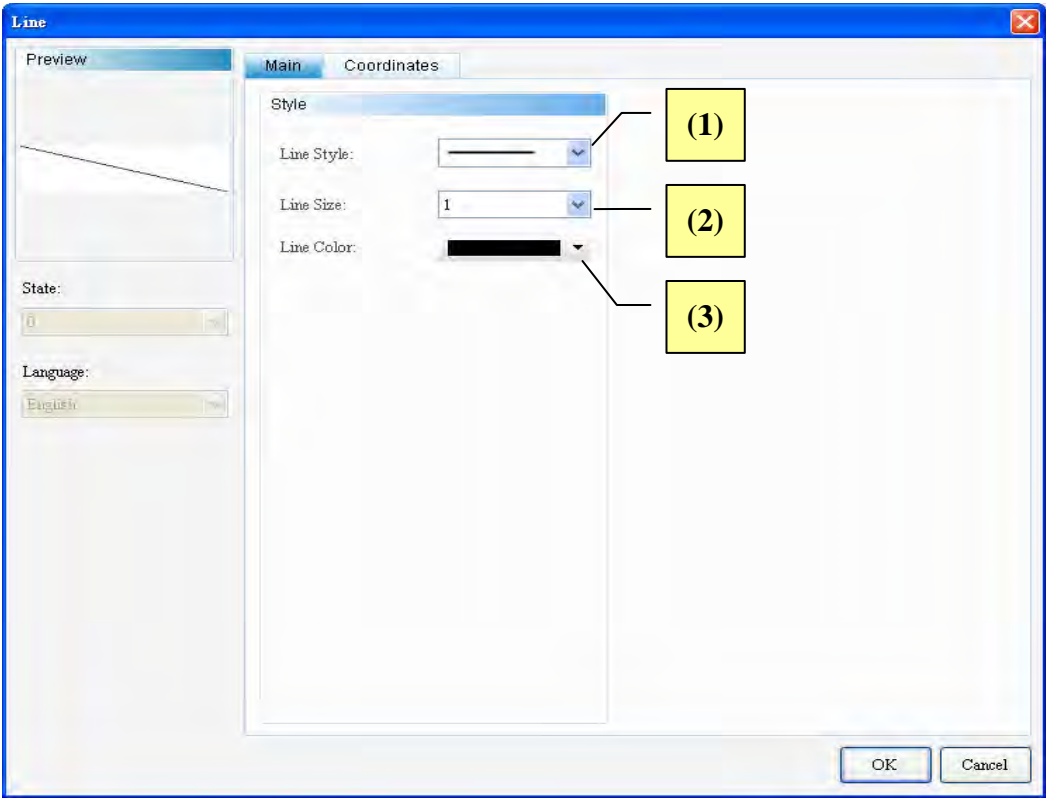 Line
Preview
Main Coordinates
Style
Line Style:
(1)
Line Size:
1
(2)
Line Color:
(3)
State:
0
Language:
English
OK Cancel